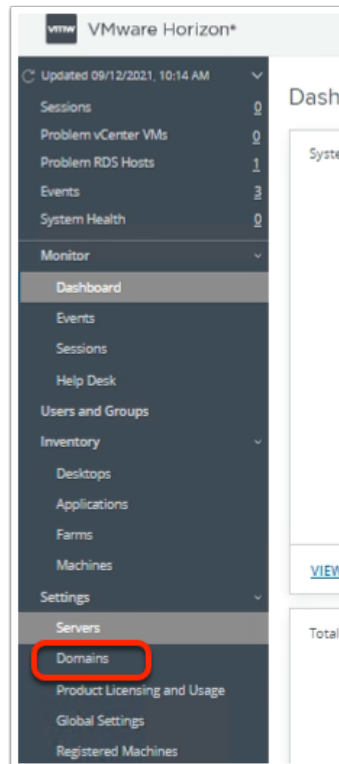 vmw VMware Horizon®
Updated 09/12/2021, 10:14 AM
Sessions 0
Problem vCenter VMs 0
Problem RDS Hosts 1
Events 3
System Health 0
Monitor
Dashboard
Events
Sessions
Help Desk
Users and Groups
Inventory
Desktops
Applications
Farms
Machines
Settings
Servers
Domains
Product Licensing and Usage
Global Settings
Registered Machines
Dash
Syste
VIEW
Total